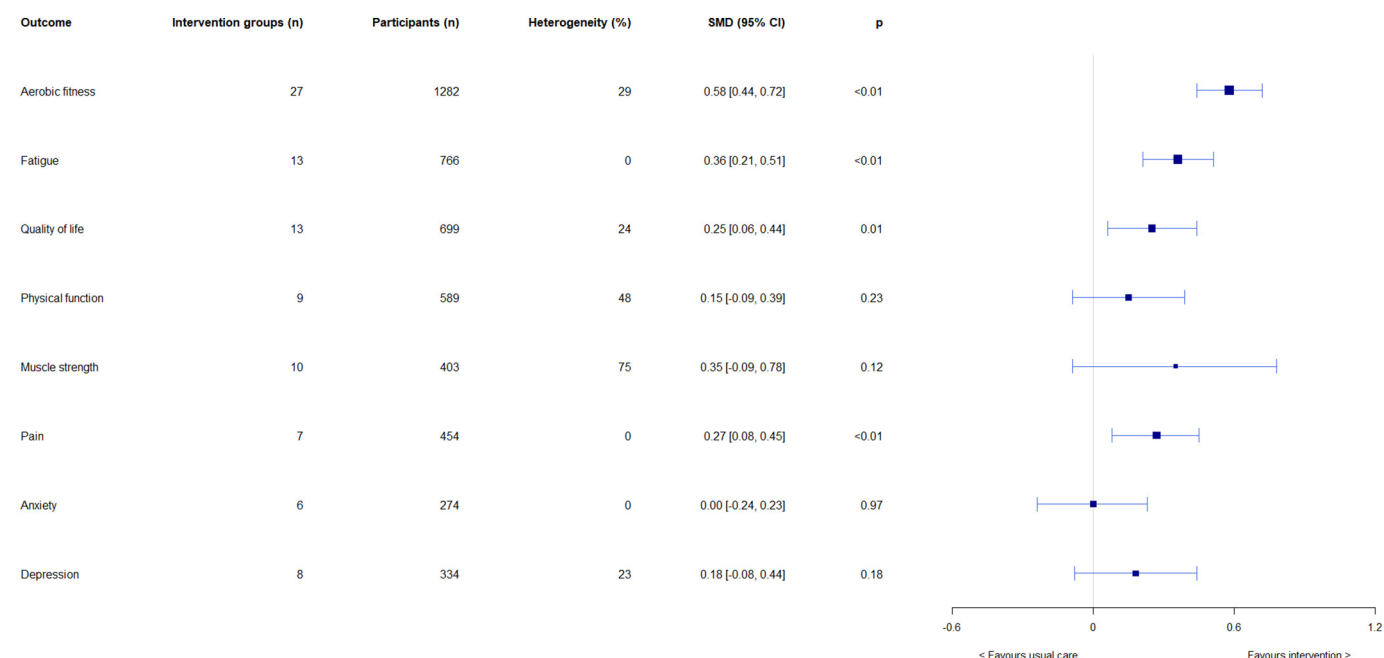 Outcome Intervention groups (n) Participants (n) Heterogeneity (%) SMD (95% CI) p
Aerobic fitness 27 1282 29 0.58 [0.44, 0.72] <0.01
Fatigue 13 766 0 0.36 [0.21, 0.51] <0.01
Quality of life 13 699 24 0.25 [0.06, 0.44] 0.01
Physical function 9 589 48 0.15 [-0.09, 0.39] 0.23
Muscle strength 10 403 75 0.35 [-0.09, 0.78] 0.12
Pain 7 454 0 0.27 [0.08, 0.45] <0.01
Anxiety 6 274 0 0.00 [-0.24, 0.23] 0.97
Depression 8 334 23 0.18 [-0.08, 0.44] 0.18
-0.6 0 0.6 1.2
< Favours usual care Favours intervention >